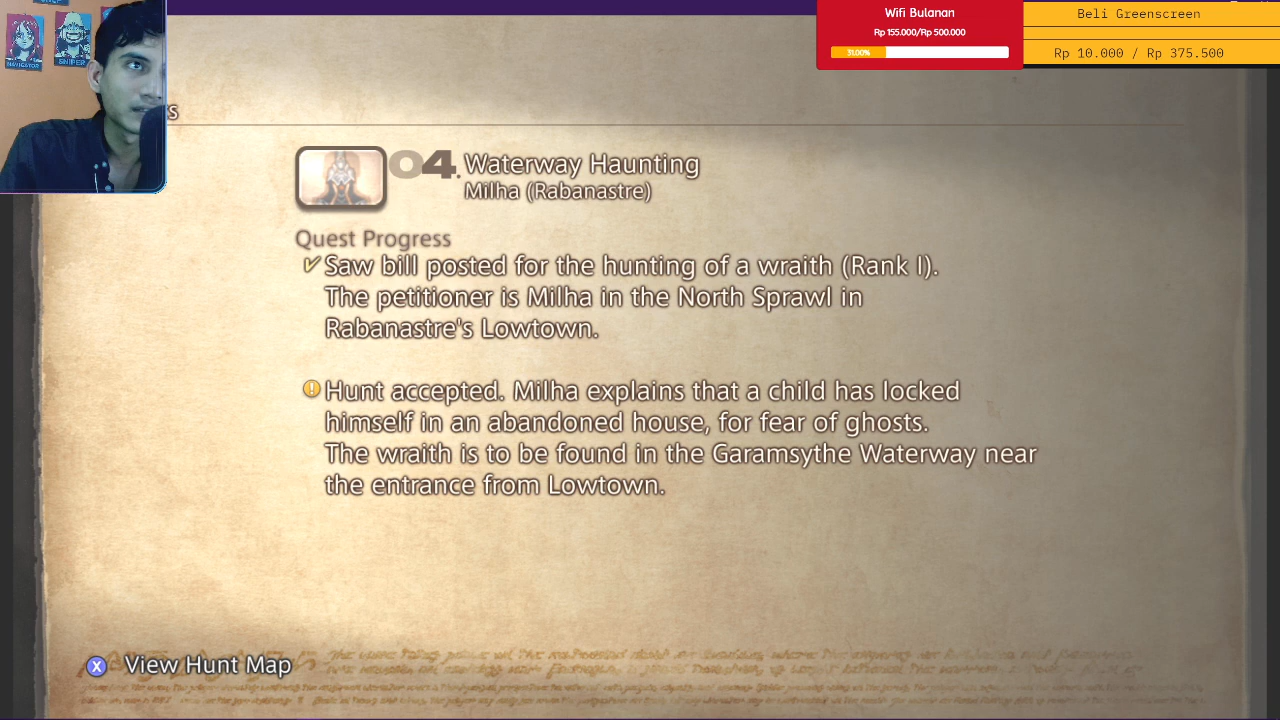 SNIPER
NAVIGATOR
SNIPER
Wifi Bulanan
Rp 155.000/Rp 500.000
31.00%
Beli Greenscreen
Rp 10.000 / Rp 375.500
04. Waterway Haunting
Milha (Rabanastre)
Quest Progress
Saw bill posted for the hunting of a wraith (Rank I).
The petitioner is Milha in the North Sprawl in
Rabanastre's Lowtown.
Hunt accepted. Milha explains that a child has locked
himself in an abandoned house, for fear of ghosts.
The wraith is to be found in the Garamsythe Waterway near
the entrance from Lowtown.
X View Hunt Map